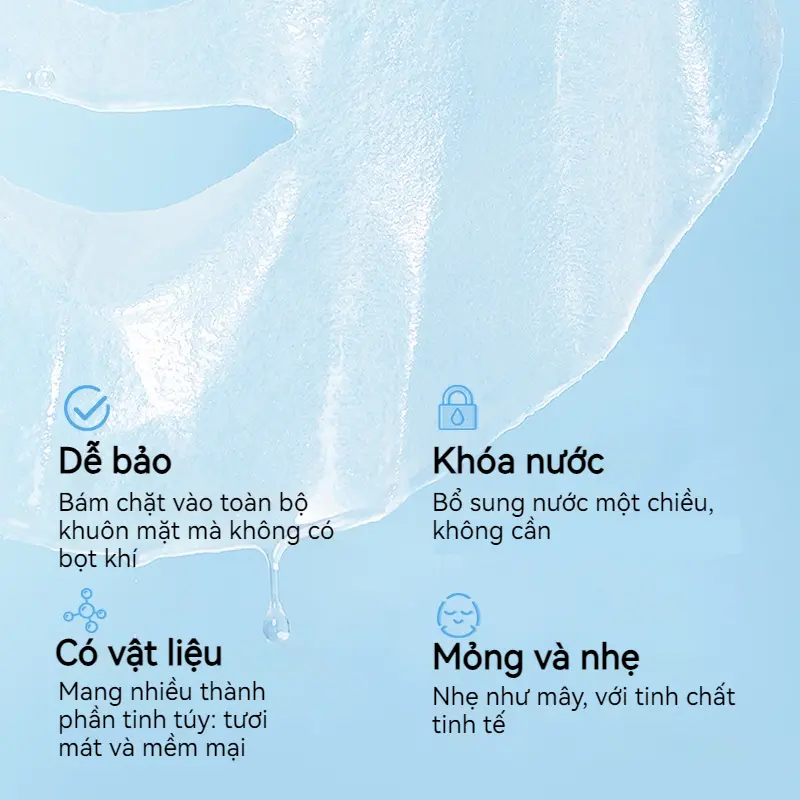 Dễ bảo
Bám chặt vào toàn bộ
khuôn mặt mà không có
bọt khí
Khóa nước
Bổ sung nước một chiều,
không cần
Có vật liệu
Mang nhiều thành
phần tinh túy: tươi
mát và mềm mại
Mỏng và nhẹ
Nhẹ như mây, với tinh chất
tinh tế